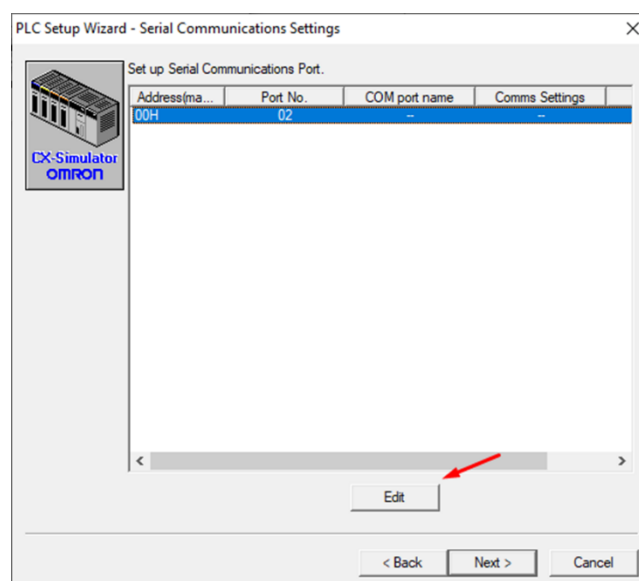 PLC Setup Wizard - Serial Communications Settings
Set up Serial Communications Port.
Address(ma... Port No. COM port name Comms Settings
00H 02 -- --
CX-Simulator
OMRON
Edit
< Back Next > Cancel